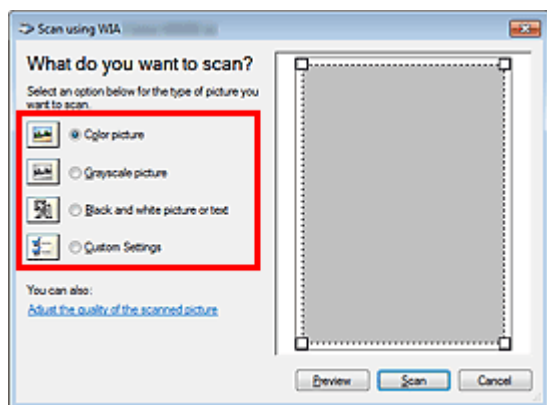 Scan using WIA
What do you want to scan?
Select an option below for the type of picture you
want to scan.
Color picture
Grayscale picture
Black and white picture or text
Custom Settings
You can also:
Adjust the quality of the scanned picture
Preview
Scan
Cancel